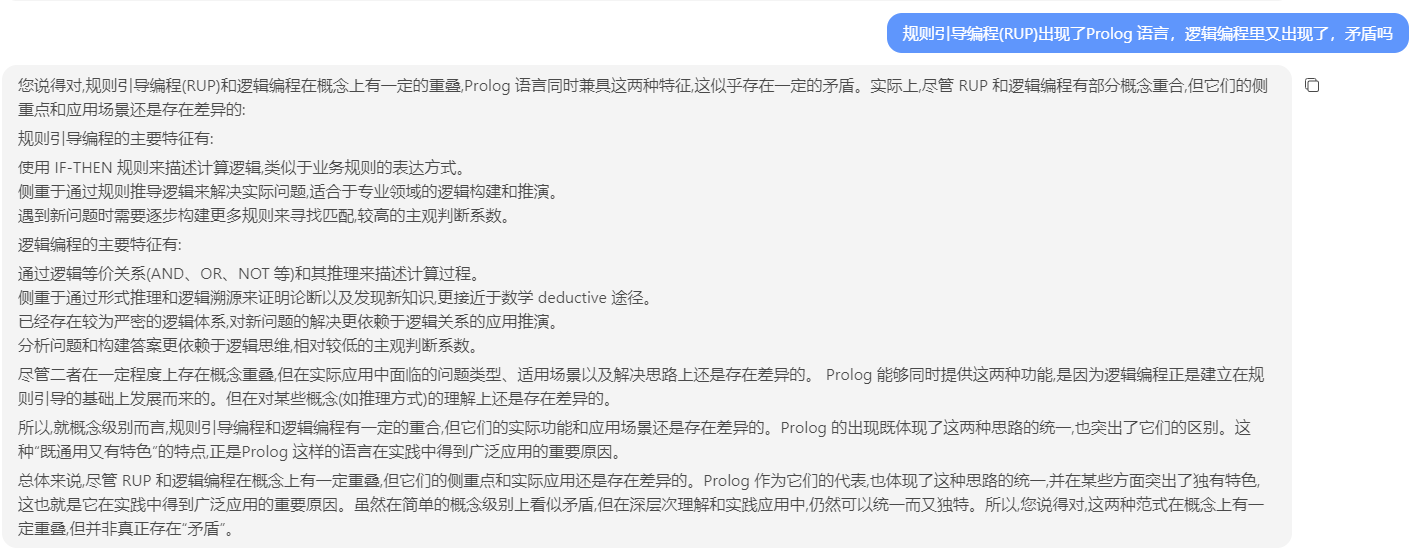 规则引导编程(RUP)出现了Prolog 语言，逻辑编程里又出现了，矛盾吗
您说得对,规则引导编程(RUP)和逻辑编程在概念上有一定的重叠,Prolog 语言同时兼具这两种特征,这似乎存在一定的矛盾。实际上,尽管 RUP 和逻辑编程有部分概念重合,但它们的侧
重点和应用场景还是存在差异的:
规则引导编程的主要特征有:
使用 IF-THEN 规则来描述计算逻辑,类似于业务规则的表达方式。
侧重于通过规则推导逻辑来解决实际问题,适合于专业领域的逻辑构建和推演。
遇到新问题时需要逐步构建更多规则来寻找匹配,较高的主观判断系数。
逻辑编程的主要特征有:
通过逻辑等价关系(AND、OR、NOT 等)和其推理来描述计算过程。
侧重于通过形式推理和逻辑溯源来证明论断以及发现新知识,更接近于数学 deductive 途径。
已经存在较为严密的逻辑体系,对新问题的解决更依赖于逻辑关系的应用推演。
分析问题和构建答案更依赖于逻辑思维,相对较低的主观判断系数。
尽管二者在一定程度上存在概念重叠,但在实际应用中面临的问题类型、适用场景以及解决思路上还是存在差异的。 Prolog 能够同时提供这两种功能,是因为逻辑编程正是建立在规
则引导的基础上发展而来的。但在对某些概念(如推理方式)的理解上还是存在差异的。
所以,就概念级别而言,规则引导编程和逻辑编程有一定的重合,但它们的实际功能和应用场景还是存在差异的。Prolog 的出现既体现了这两种思路的统一,也突出了它们的区别。这
种“既通用又有特色”的特点,正是Prolog 这样的语言在实践中得到广泛应用的重要原因。
总体来说,尽管 RUP 和逻辑编程在概念上有一定重叠,但它们的侧重点和实际应用还是存在差异的。Prolog 作为它们的代表,也体现了这种思路的统一,并在某些方面突出了独有特色,
这也就是它在实践中得到广泛应用的重要原因。虽然在简单的概念级别上看似矛盾,但在深层次理解和实践应用中,仍然可以统一而又独特。所以,您说得对,这两种范式在概念上有一
定重叠,但并非真正存在“矛盾”。